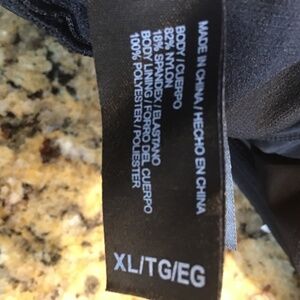 MADE IN CHINA / HECHO EN CHINA
BODY / CUERPO
82% NYLON
18% SPANDEX / ELASTANO
BODY LINING / FORRO DEL CUERPO
100% POLYESTER / POLIESTER
XL/TG/EG